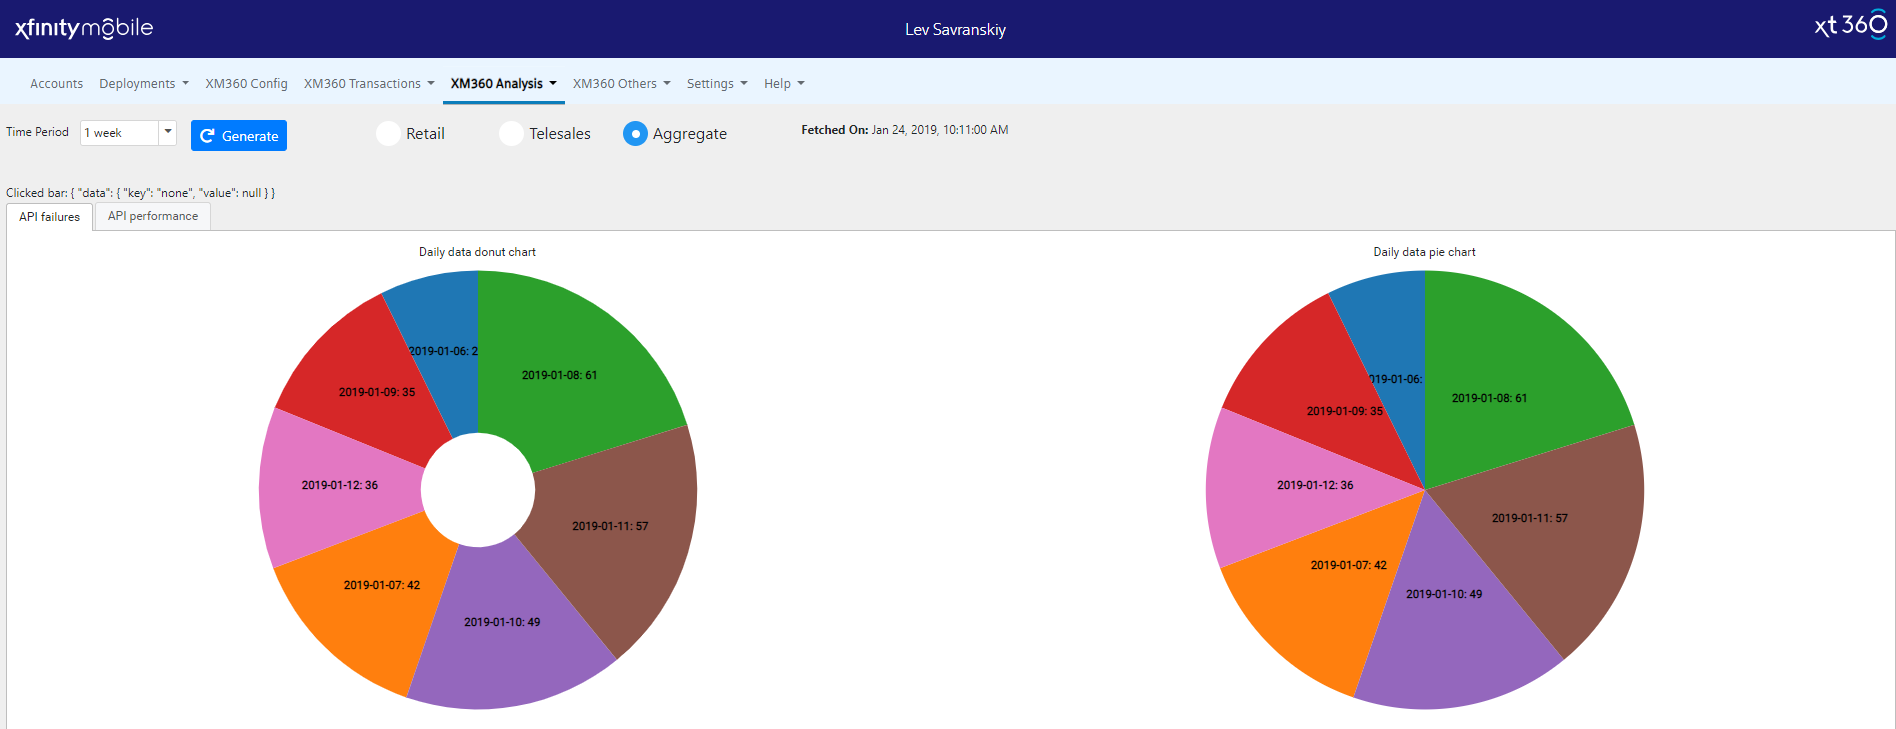 xfinity mobile
Lev Savranskiy
xt 360
Accounts Deployments XM360 Config XM360 Transactions XM360 Analysis XM360 Others Settings Help
Time Period 1 week Generate Retail Telesales Aggregate Fetched On: Jan 24, 2019, 10:11:00 AM
Clicked bar: { "data": { "key": "none", "value": null } }
API failures API performance
Daily data donut chart
2019-01-06: 2
2019-01-08: 61
2019-01-09: 35
2019-01-12: 36
2019-01-11: 57
2019-01-07: 42
2019-01-10: 49
Daily data pie chart
019-01-06:
2019-01-08: 61
2019-01-09: 35
2019-01-12: 36
2019-01-11: 57
2019-01-07: 42
2019-01-10: 49